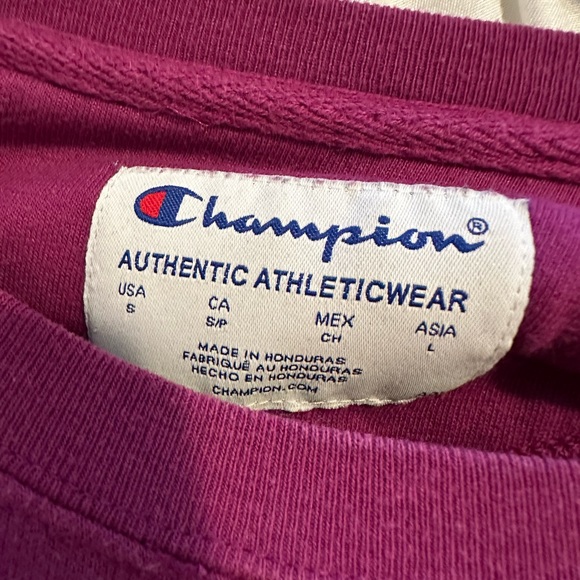 Champion®
AUTHENTIC ATHLETICWEAR
USA CA MEX ASIA
S S/P CH L
MADE IN HONDURAS
FABRIQUÉ AU HONDURAS
HECHO EN HONDURAS
CHAMPION.COM